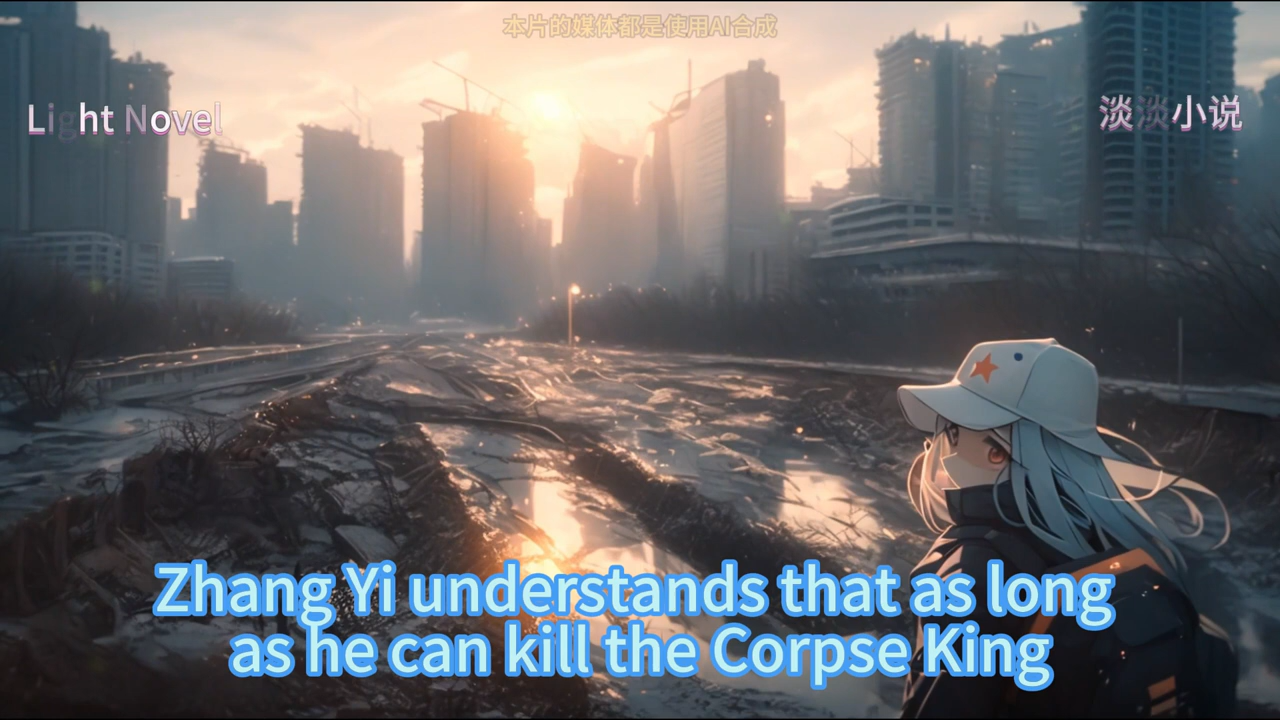 本片的媒体都是使用AI合成
Light Novel
淡淡小说
Zhang Yi understands that as long
as he can kill the Corpse King